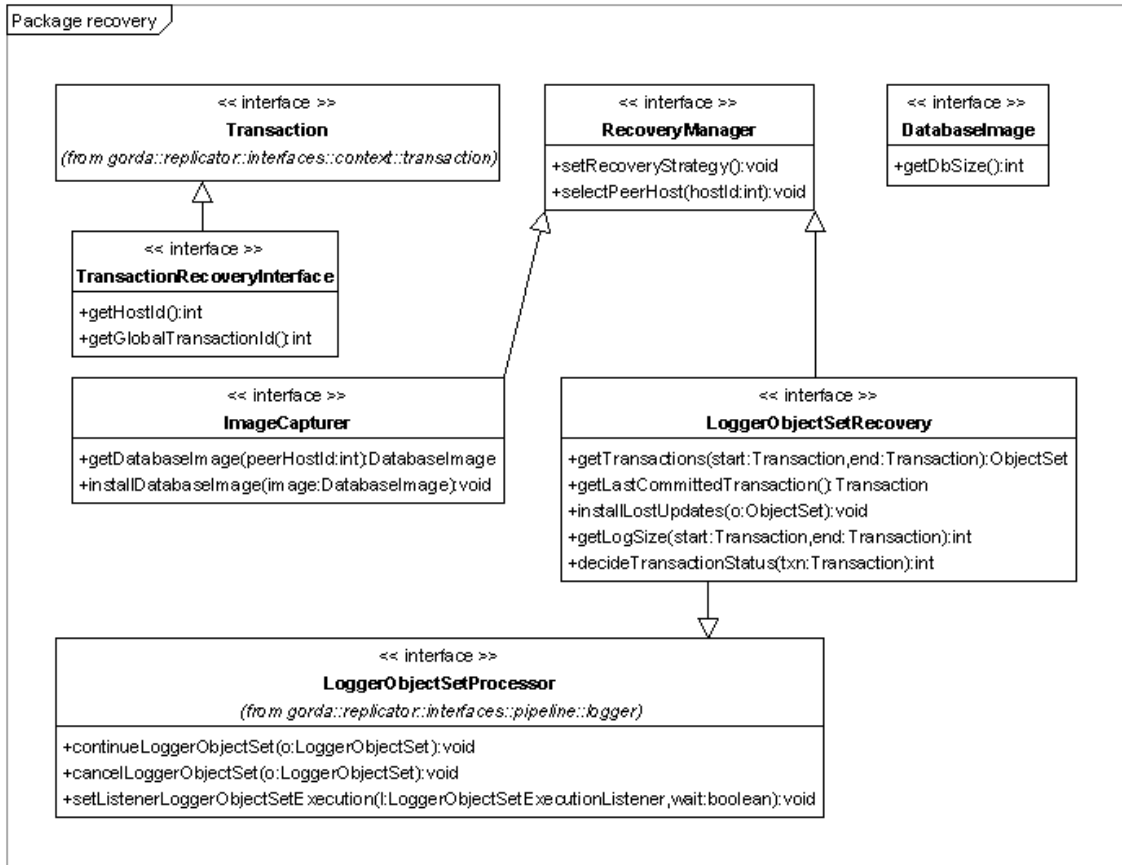 Package recovery
<< interface >>
Transaction
(from gorda::replicator::interfaces::context::transaction)
<< interface >>
RecoveryManager
+setRecoveryStrategy():void
+selectPeerHost(hostId:int):void
<< interface >>
DatabaseImage
+getDbSize():int
<< interface >>
TransactionRecoveryInterface
+getHostId():int
+getGlobalTransactionId():int
<< interface >>
ImageCapturer
+getDatabaseImage(peerHostId:int):DatabaseImage
+installDatabaseImage(image:DatabaseImage):void
<< interface >>
LoggerObjectSetRecovery
+getTransactions(start:Transaction,end:Transaction):ObjectSet
+getLastCommittedTransaction():Transaction
+installLostUpdates(o:ObjectSet):void
+getLogSize(start:Transaction,end:Transaction):int
+decideTransactionStatus(txn:Transaction):int
<< interface >>
LoggerObjectSetProcessor
(from gorda::replicator::interfaces::pipeline::logger)
+continueLoggerObjectSet(o:LoggerObjectSet):void
+cancelLoggerObjectSet(o:LoggerObjectSet):void
+setListenerLoggerObjectSetExecution(l:LoggerObjectSetExecutionListener,wait:boolean):void